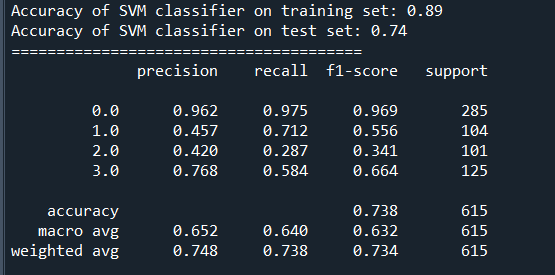 Accuracy of SVM classifier on training set: 0.89
Accuracy of SVM classifier on test set: 0.74
=======================================
precision recall f1-score support
0.0 0.962 0.975 0.969 285
1.0 0.457 0.712 0.556 104
2.0 0.420 0.287 0.341 101
3.0 0.768 0.584 0.664 125
accuracy 0.738 615
macro avg 0.652 0.640 0.632 615
weighted avg 0.748 0.738 0.734 615